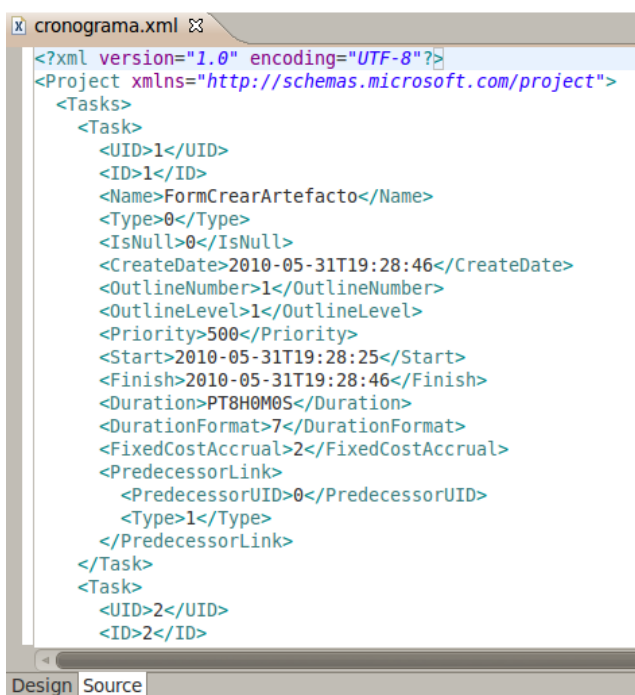 cronograma.xml
<?xml version="1.0" encoding="UTF-8"?>
<Project xmlns="http://schemas.microsoft.com/project">
<Tasks>
<Task>
<UID>1</UID>
<ID>1</ID>
<Name>FormCrearArtefacto</Name>
<Type>0</Type>
<IsNull>0</IsNull>
<CreateDate>2010-05-31T19:28:46</CreateDate>
<OutlineNumber>1</OutlineNumber>
<OutlineLevel>1</OutlineLevel>
<Priority>500</Priority>
<Start>2010-05-31T19:28:25</Start>
<Finish>2010-05-31T19:28:46</Finish>
<Duration>PT8H0M0S</Duration>
<DurationFormat>7</DurationFormat>
<FixedCostAccrual>2</FixedCostAccrual>
<PredecessorLink>
<PredecessorUID>0</PredecessorUID>
<Type>1</Type>
</PredecessorLink>
</Task>
<Task>
<UID>2</UID>
<ID>2</ID>
Design Source